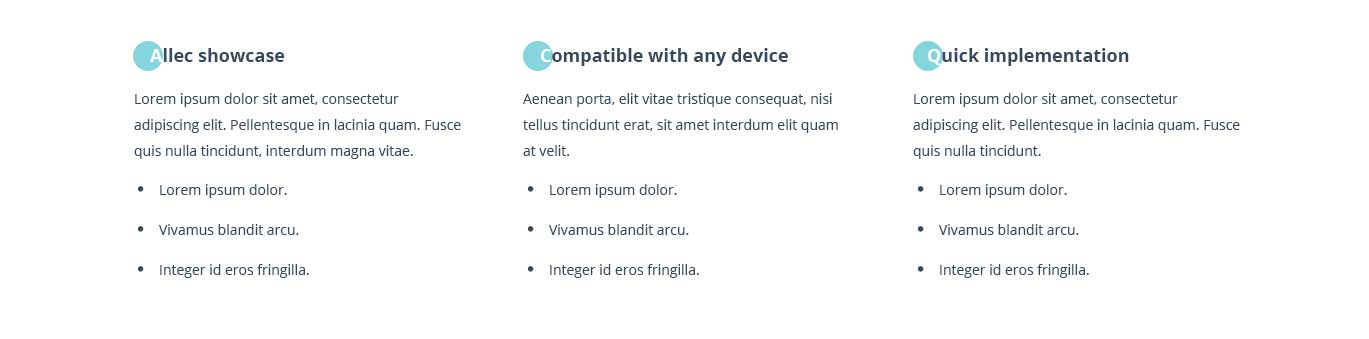 Allec showcase
Lorem ipsum dolor sit amet, consectetur
adipiscing elit. Pellentesque in lacinia quam. Fusce
quis nulla tincidunt, interdum magna vitae.
• Lorem ipsum dolor.
• Vivamus blandit arcu.
• Integer id eros fringilla.
Compatible with any device
Aenean porta, elit vitae tristique consequat, nisi
tellus tincidunt erat, sit amet interdum elit quam
at velit.
• Lorem ipsum dolor.
• Vivamus blandit arcu.
• Integer id eros fringilla.
Quick implementation
Lorem ipsum dolor sit amet, consectetur
adipiscing elit. Pellentesque in lacinia quam. Fusce
quis nulla tincidunt.
• Lorem ipsum dolor.
• Vivamus blandit arcu.
• Integer id eros fringilla.